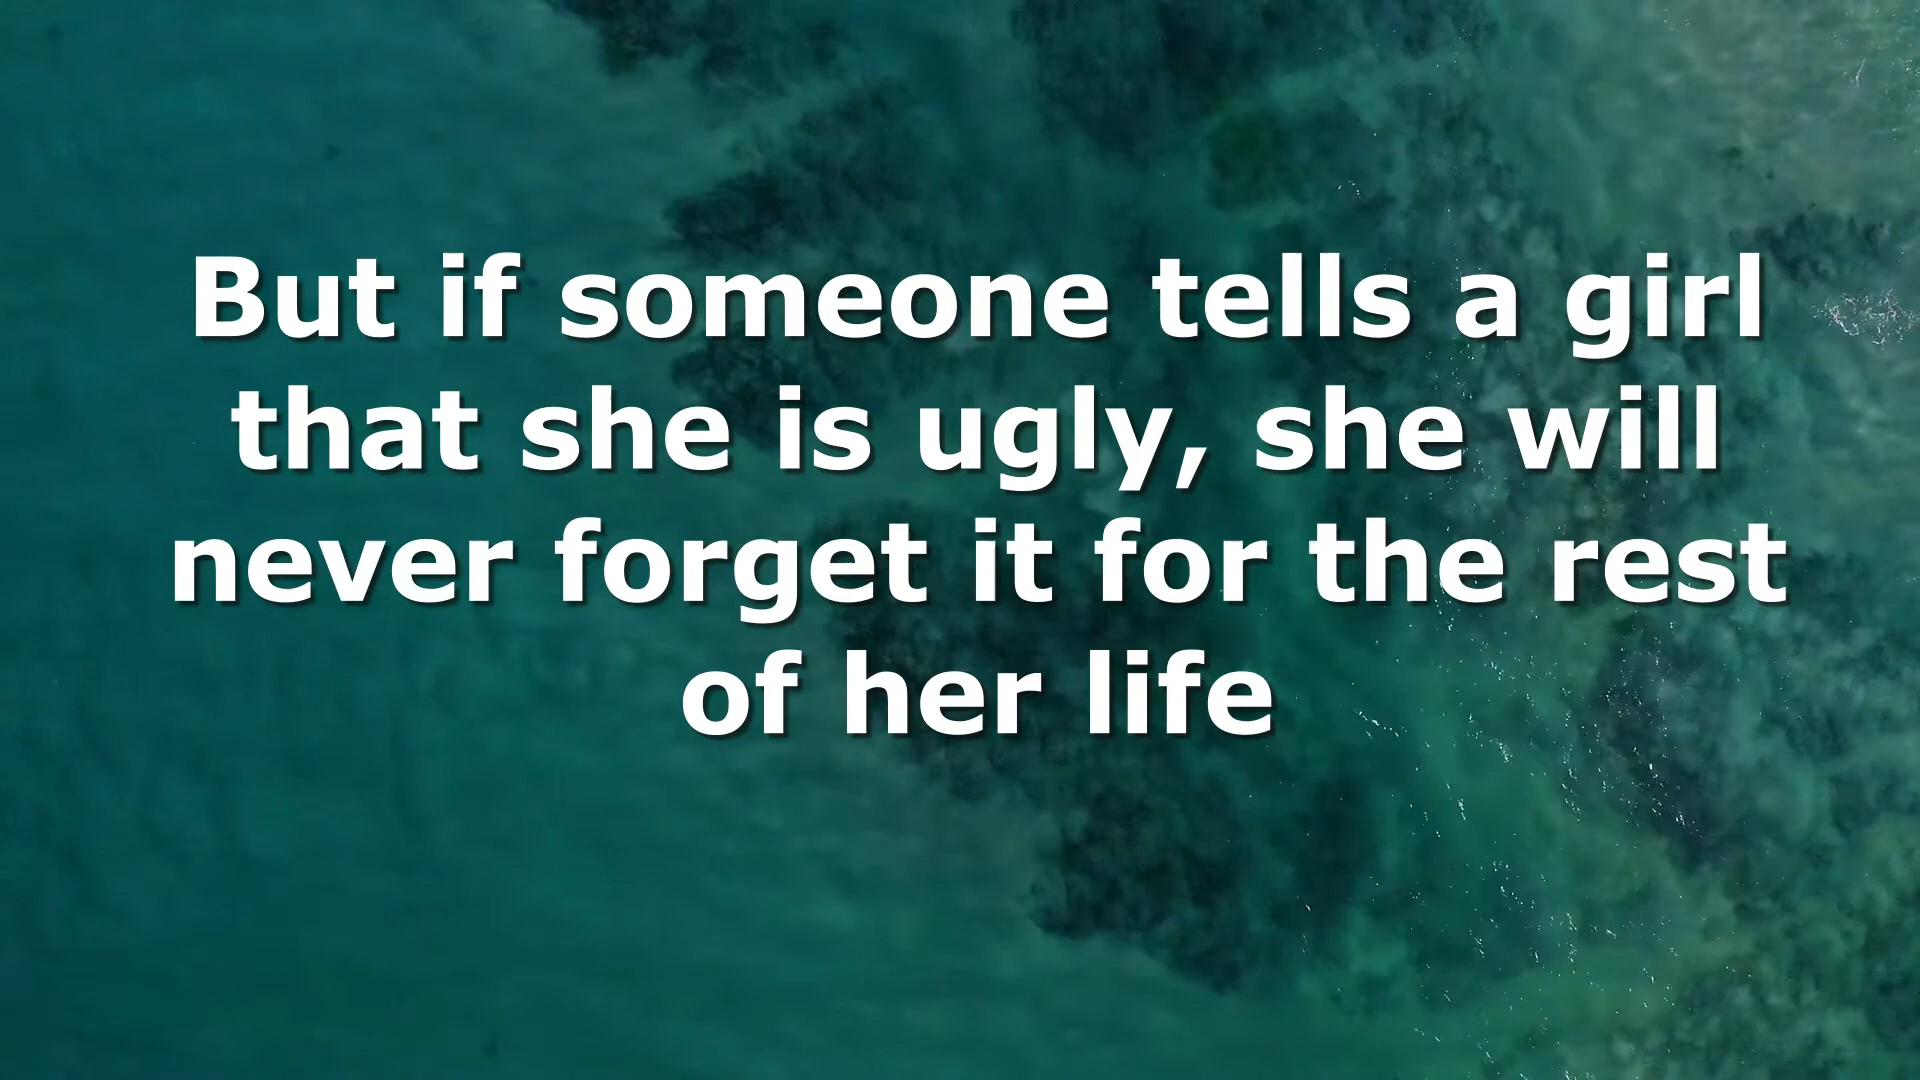 But if someone tells a girl
that she is ugly, she will
never forget it for the rest
of her life